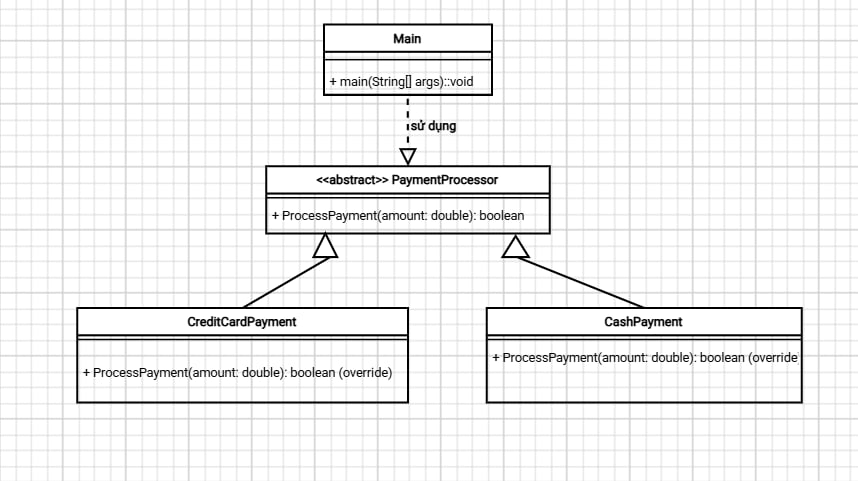 Main
+ main(String[] args)::void
sử dụng
<<abstract>> PaymentProcessor
+ ProcessPayment(amount: double): boolean
CreditCardPayment
+ ProcessPayment(amount: double): boolean (override)
CashPayment
+ ProcessPayment(amount: double): boolean (override